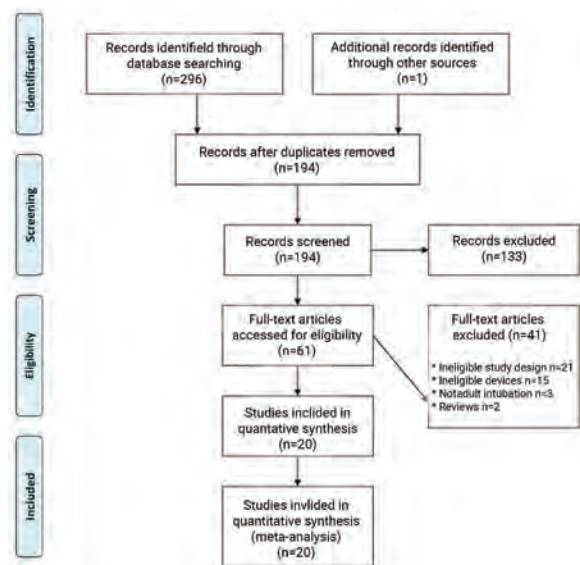 Identification
Records identifield through
database searching
(n=296)
Additional records identified
through other sources
(n=1)
Records after duplicates removed
(n=194)
Screening
Records screened
(n=194)
Records excluded
(n=133)
Eligibility
Full-text articles
accessed for eligibility
(n=61)
Full-text articles
excluded (n=41)
* Ineligible study design n=21
* Ineligible devices n=15
* Notadult intubation n=3
* Reviews n=2
Studies inclided in
quantative synthesis
(n=20)
Included
Studies invlided in
quantitative synthesis
(meta-analysis)
(n=20)